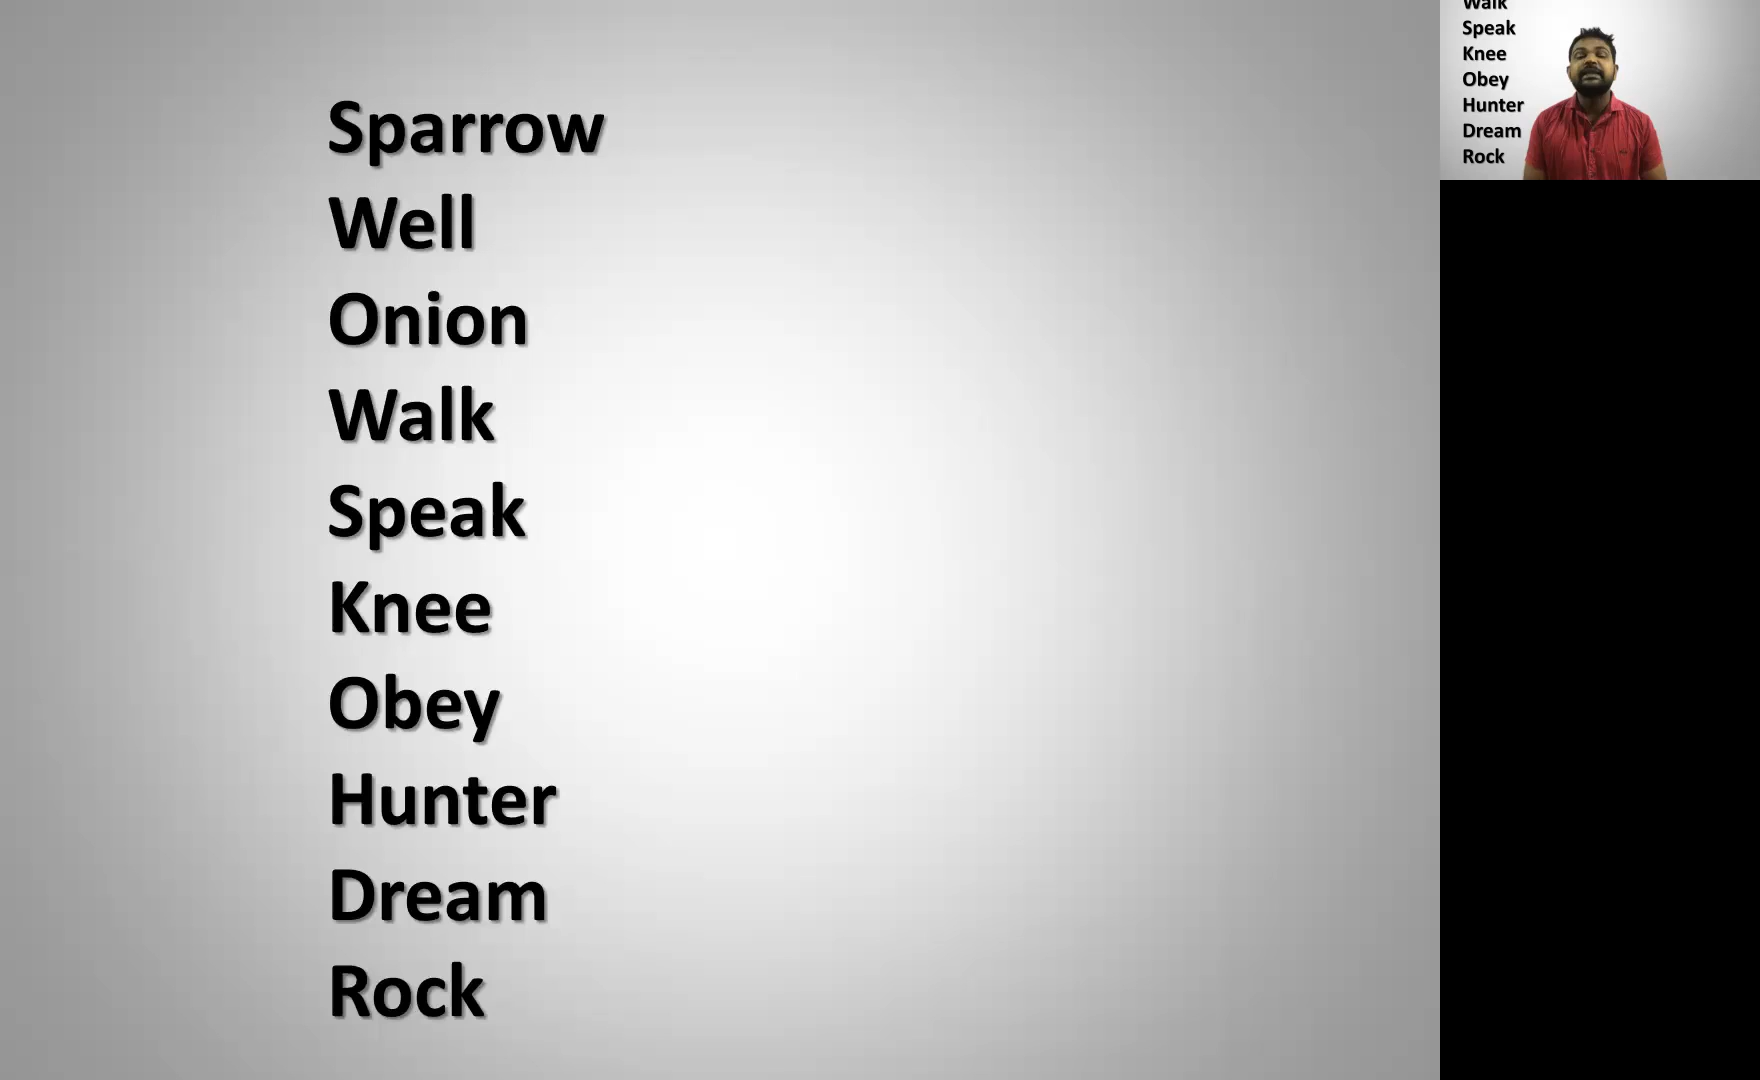 Sparrow
Well
Onion
Walk
Speak
Knee
Obey
Hunter
Dream
Rock
Walk
Speak
Knee
Obey
Hunter
Dream
Rock